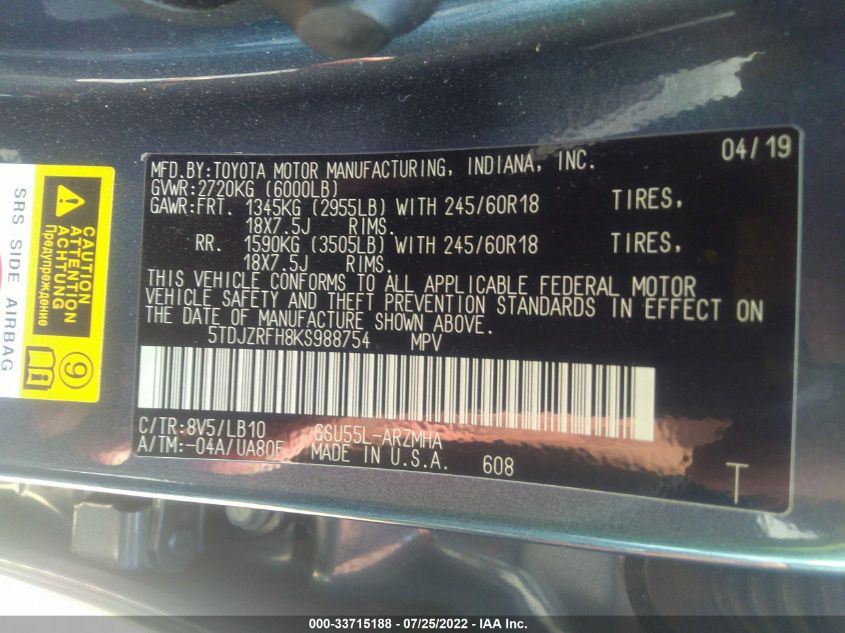 MFD.BY:TOYOTA MOTOR MANUFACTURING, INDIANA, INC. 04/19
GVWR:2720KG (6000LB)
GAWR:FRT. 1345KG (2955LB) WITH 245/60R18 TIRES,
18X7.5J RIMS.
RR. 1590KG (3505LB) WITH 245/60R18 TIRES,
18X7.5J RIMS.
THIS VEHICLE CONFORMS TO ALL APPLICABLE FEDERAL MOTOR
VEHICLE SAFETY AND THEFT PREVENTION STANDARDS IN EFFECT ON
THE DATE OF MANUFACTURE SHOWN ABOVE.
5TDJZRFH8KS988754 MPV
C/TR:8V5/LB10 GSU55L-ARZMHA
A/TM:-04A/UA80F MADE IN U.S.A. 608
T
SRS SIDE AIRBAG
CAUTION
ATTENTION
ACHTUNG
Предупреждение
9
000-33715188 - 07/25/2022 - IAA Inc.